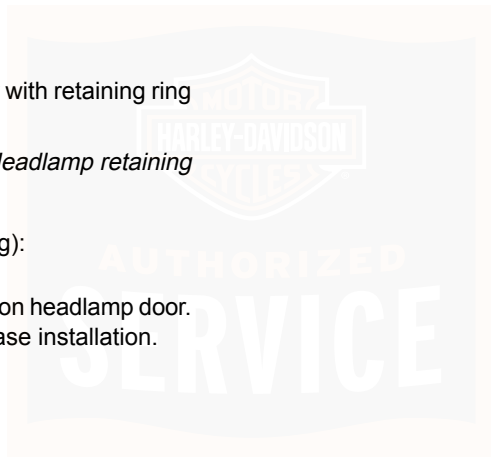 with retaining ring
eadlamp retaining
g):
on headlamp door.
ase installation.
MOTOR
HARLEY-DAVIDSON
CYCLES
AUTHORIZED
SERVICE